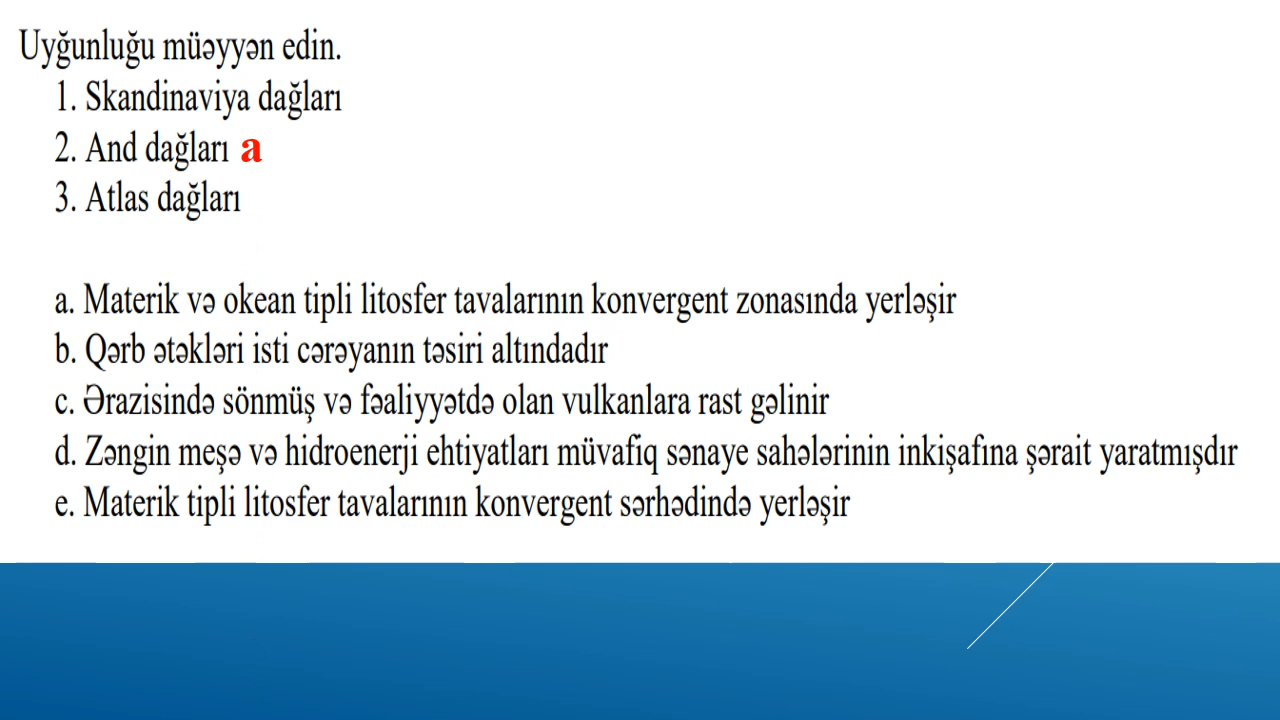 Uyğunluğu müəyyən edin.
1. Skandinaviya dağları
2. And dağları a
3. Atlas dağları
a. Materik və okean tipli litosfer tavalarının konvergent zonasında yerləşir
b. Qərb ətəkləri isti cərəyanın təsiri altındadır
c. Ərazisində sönmüş və fəaliyyətdə olan vulkanlara rast gəlinir
d. Zəngin meşə və hidroenerji ehtiyatları müvafiq sənaye sahələrinin inkişafına şərait yaratmışdır
e. Materik tipli litosfer tavalarının konvergent sərhədində yerləşir